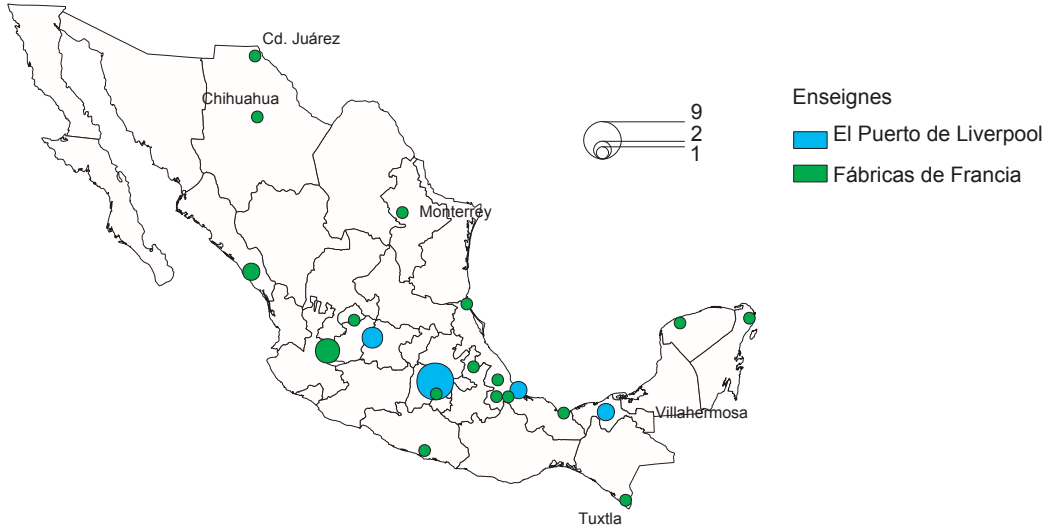 Cd. Juárez
Chihuahua
Monterrey
Villahermosa
Tuxtla
9
2
1
Enseignes
El Puerto de Liverpool
Fábricas de Francia